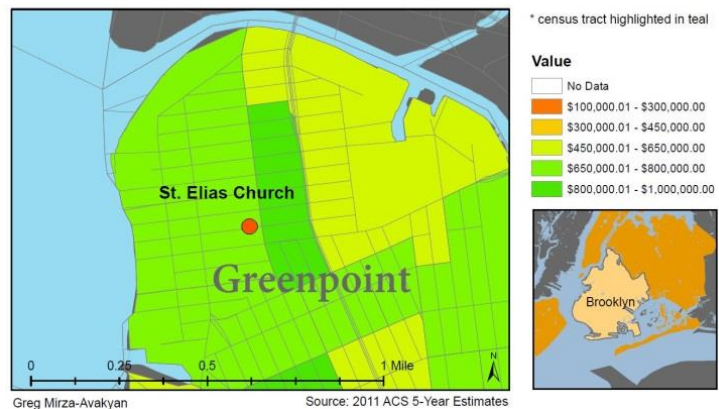 * census tract highlighted in teal
Value
No Data
$100,000.01 - $300,000.00
$300,000.01 - $450,000.00
$450,000.01 - $650,000.00
$650,000.01 - $800,000.00
$800,000.01 - $1,000,000.00
St. Elias Church
Greenpoint
Brooklyn
0 0.25 0.5 1 Mile
N
Greg Mirza-Avakyan Source: 2011 ACS 5-Year Estimates